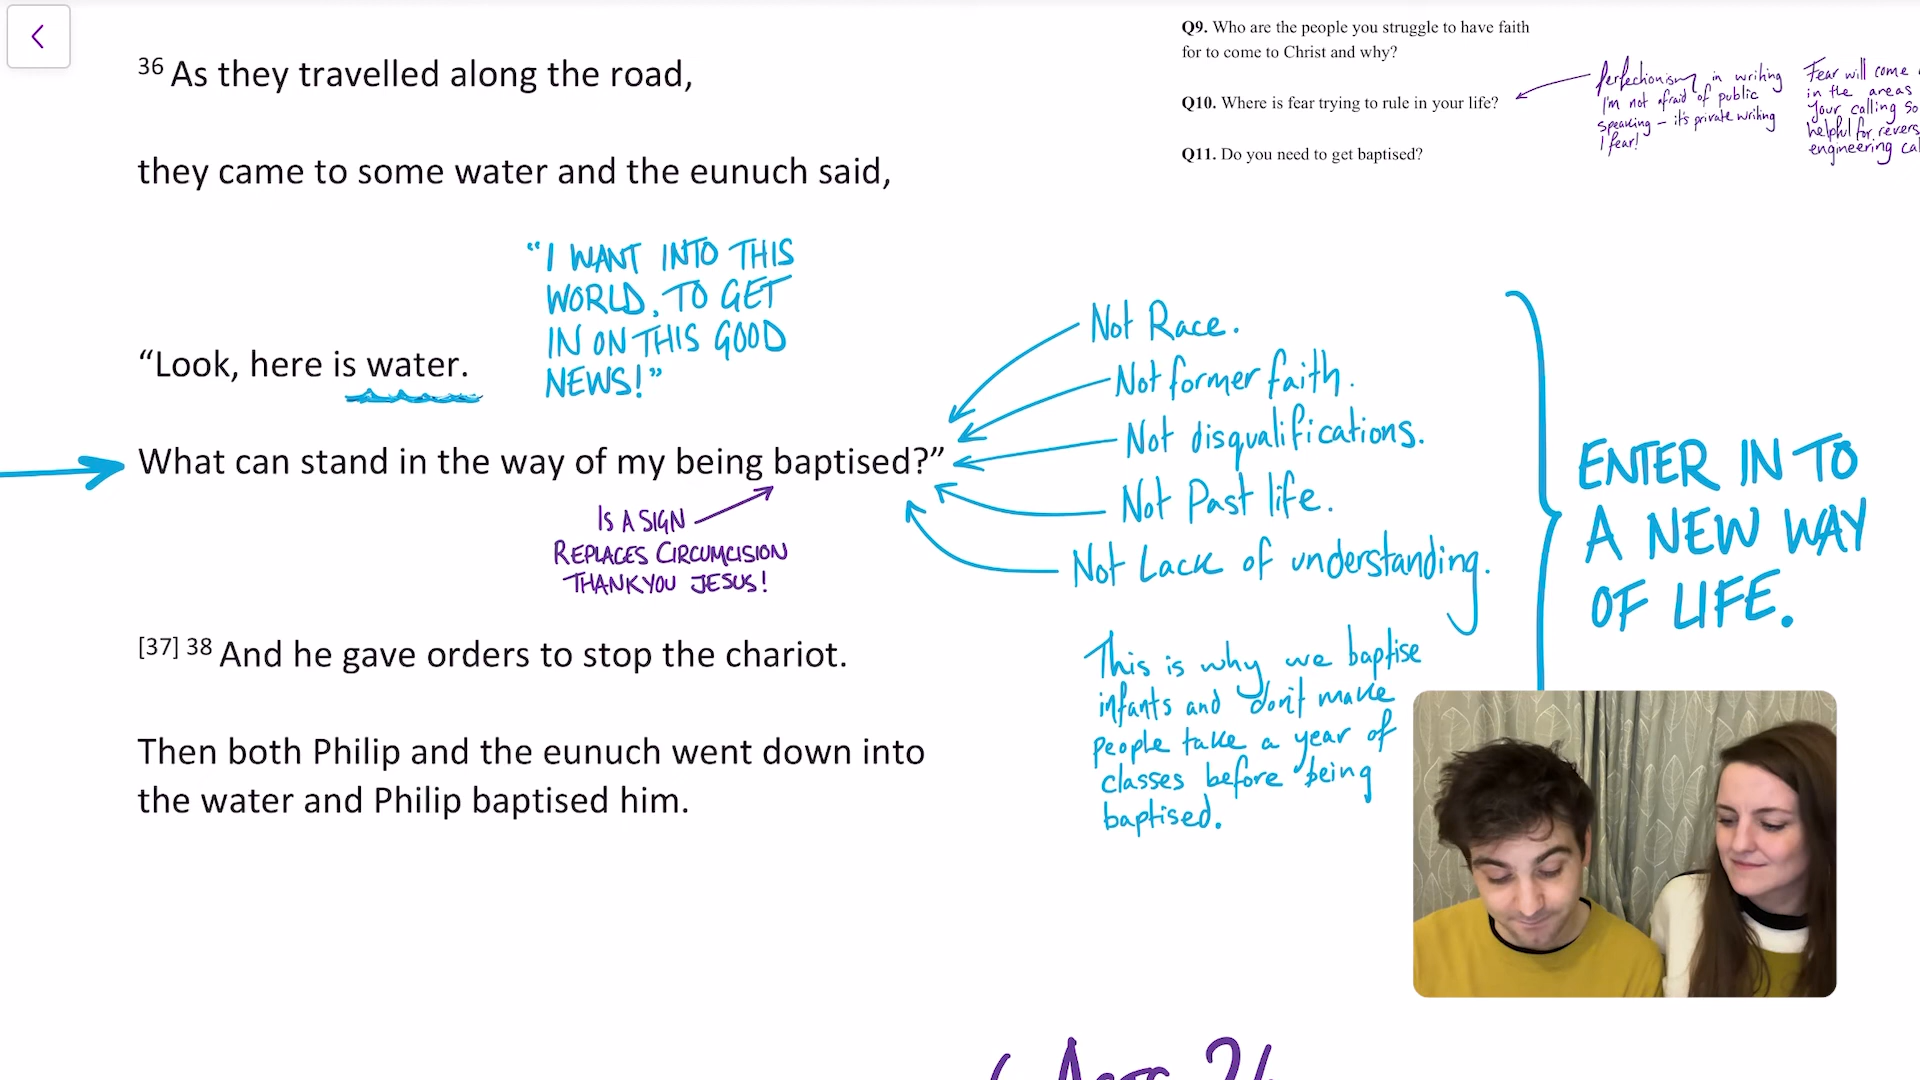 36 As they travelled along the road,
they came to some water and the eunuch said,
"I WANT INTO THIS
WORLD, TO GET
IN ON THIS GOOD
NEWS!"
“Look, here is water.
What can stand in the way of my being baptised?”
IS A SIGN
REPLACES CIRCUMCISION
THANKYOU JESUS!
[37] 38 And he gave orders to stop the chariot.
Then both Philip and the eunuch went down into
the water and Philip baptised him.
Q9. Who are the people you struggle to have faith
for to come to Christ and why?
Q10. Where is fear trying to rule in your life?
Q11. Do you need to get baptised?
Perfectionism in writing
I'm not afraid of public
speaking – it's private writing
I fear!
Fear will come
in the areas
Your calling so
helpful for revers
engineering cal
Not Race.
Not former faith.
Not disqualifications.
Not Past life.
Not Lack of understanding.
This is why we baptise
infants and don't make
people take a year of
classes before being
baptised.
ENTER IN TO
A NEW WAY
OF LIFE.